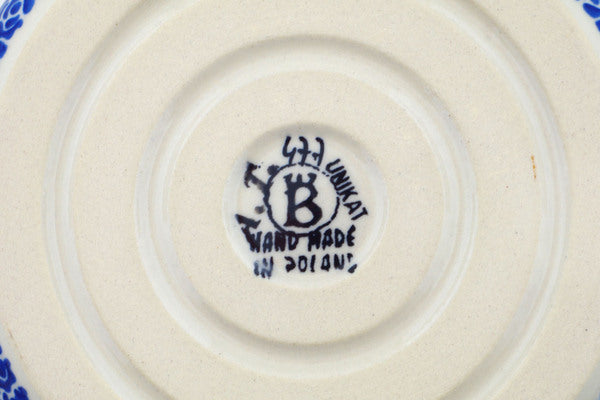 477
A.T.
"UNIKAT
B
HAND MADE
IN POLAND